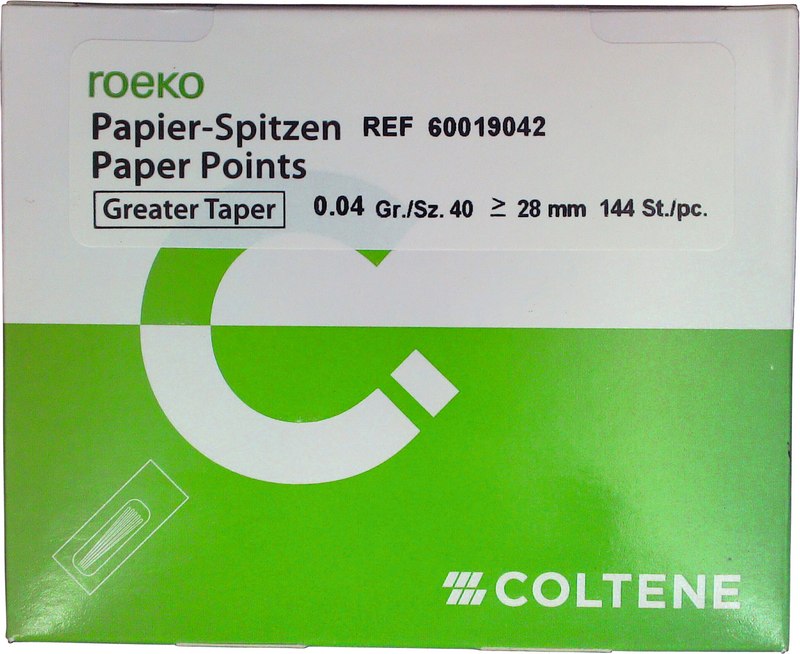 roeko
Papier-Spitzen REF 60019042
Paper Points
Greater Taper 0.04 Gr./Sz. 40 ≥ 28 mm 144 St./pc.
COLTENE